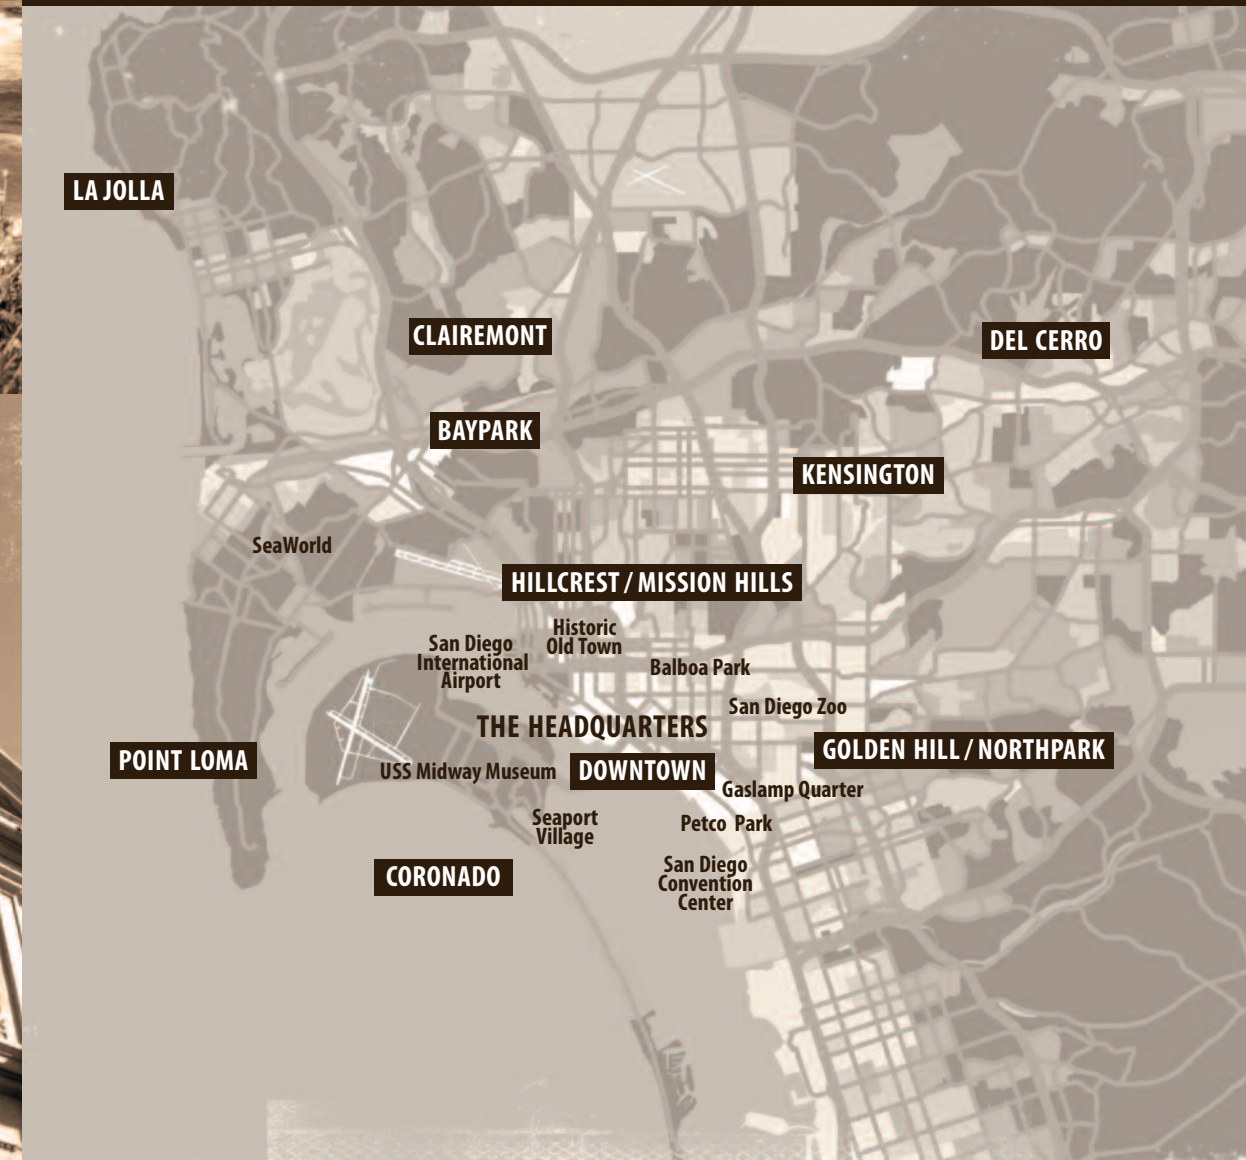 LA JOLLA
CLAIREMONT
DEL CERRO
BAYPARK
KENSINGTON
SeaWorld
HILLCREST / MISSION HILLS
Historic
Old Town
San Diego
International
Airport
Balboa Park
San Diego Zoo
THE HEADQUARTERS
GOLDEN HILL / NORTHPARK
POINT LOMA
USS Midway Museum
DOWNTOWN
Gaslamp Quarter
Seaport
Village
Petco Park
CORONADO
San Diego
Convention
Center